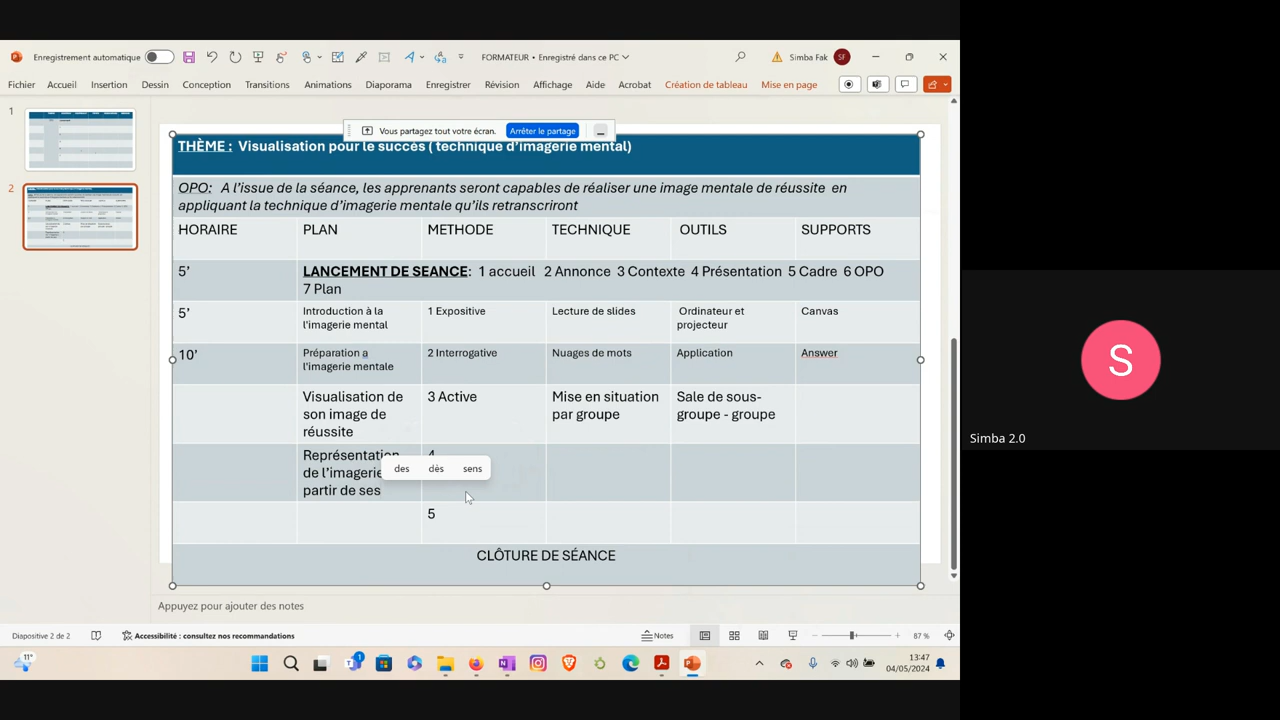 Enregistrement automatique
FORMATEUR • Enregistré dans ce PC
Simba Fak
SF
Fichier Accueil Insertion Dessin Conception Transitions Animations Diaporama Enregistrer Révision Affichage Aide Acrobat Création de tableau Mise en page
1
2
Vous partagez tout votre écran. Arrêter le partage
THÈME : Visualisation pour le succès ( technique d'imagerie mental)
OPO: A l'issue de la séance, les apprenants seront capables de réaliser une image mentale de réussite en
appliquant la technique d'imagerie mentale qu'ils retranscriront
HORAIRE PLAN METHODE TECHNIQUE OUTILS SUPPORTS
5' LANCEMENT DE SEANCE: 1 accueil 2 Annonce 3 Contexte 4 Présentation 5 Cadre 6 OPO
7 Plan
5' Introduction à la 1 Expositive Lecture de slides Ordinateur et Canvas
l'imagerie mental projecteur
10' Préparation a 2 Interrogative Nuages de mots Application Answer
l'imagerie mentale
Visualisation de 3 Active Mise en situation Sale de sous-
son image de par groupe groupe - groupe
réussite
Représentation 4
de l'imagerie
des dès sens
partir de ses
5
CLÔTURE DE SÉANCE
Appuyez pour ajouter des notes
Diapositive 2 de 2 Accessibilité : consultez nos recommandations Notes 87 %
11°
1
13:47
04/05/2024
S
Simba 2.0